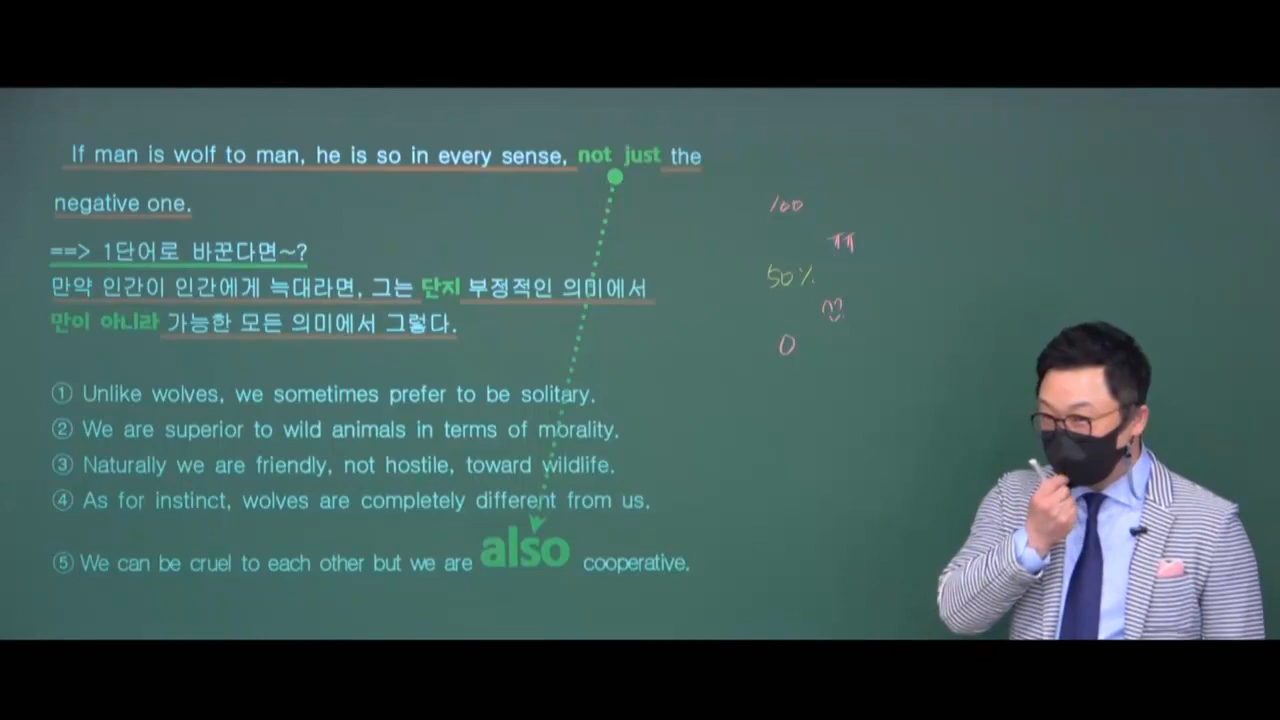 If man is wolf to man, he is so in every sense, not just the
negative one.
==> 1단어로 바꾼다면~?
만약 인간이 인간에게 늑대라면, 그는 단지 부정적인 의미에서
만이 아니라 가능한 모든 의미에서 그렇다.
① Unlike wolves, we sometimes prefer to be solitary.
② We are superior to wild animals in terms of morality.
③ Naturally we are friendly, not hostile, toward wildlife.
④ As for instinct, wolves are completely different from us.
⑤ We can be cruel to each other but we are also cooperative.
100
ㅠㅠ
50%
0